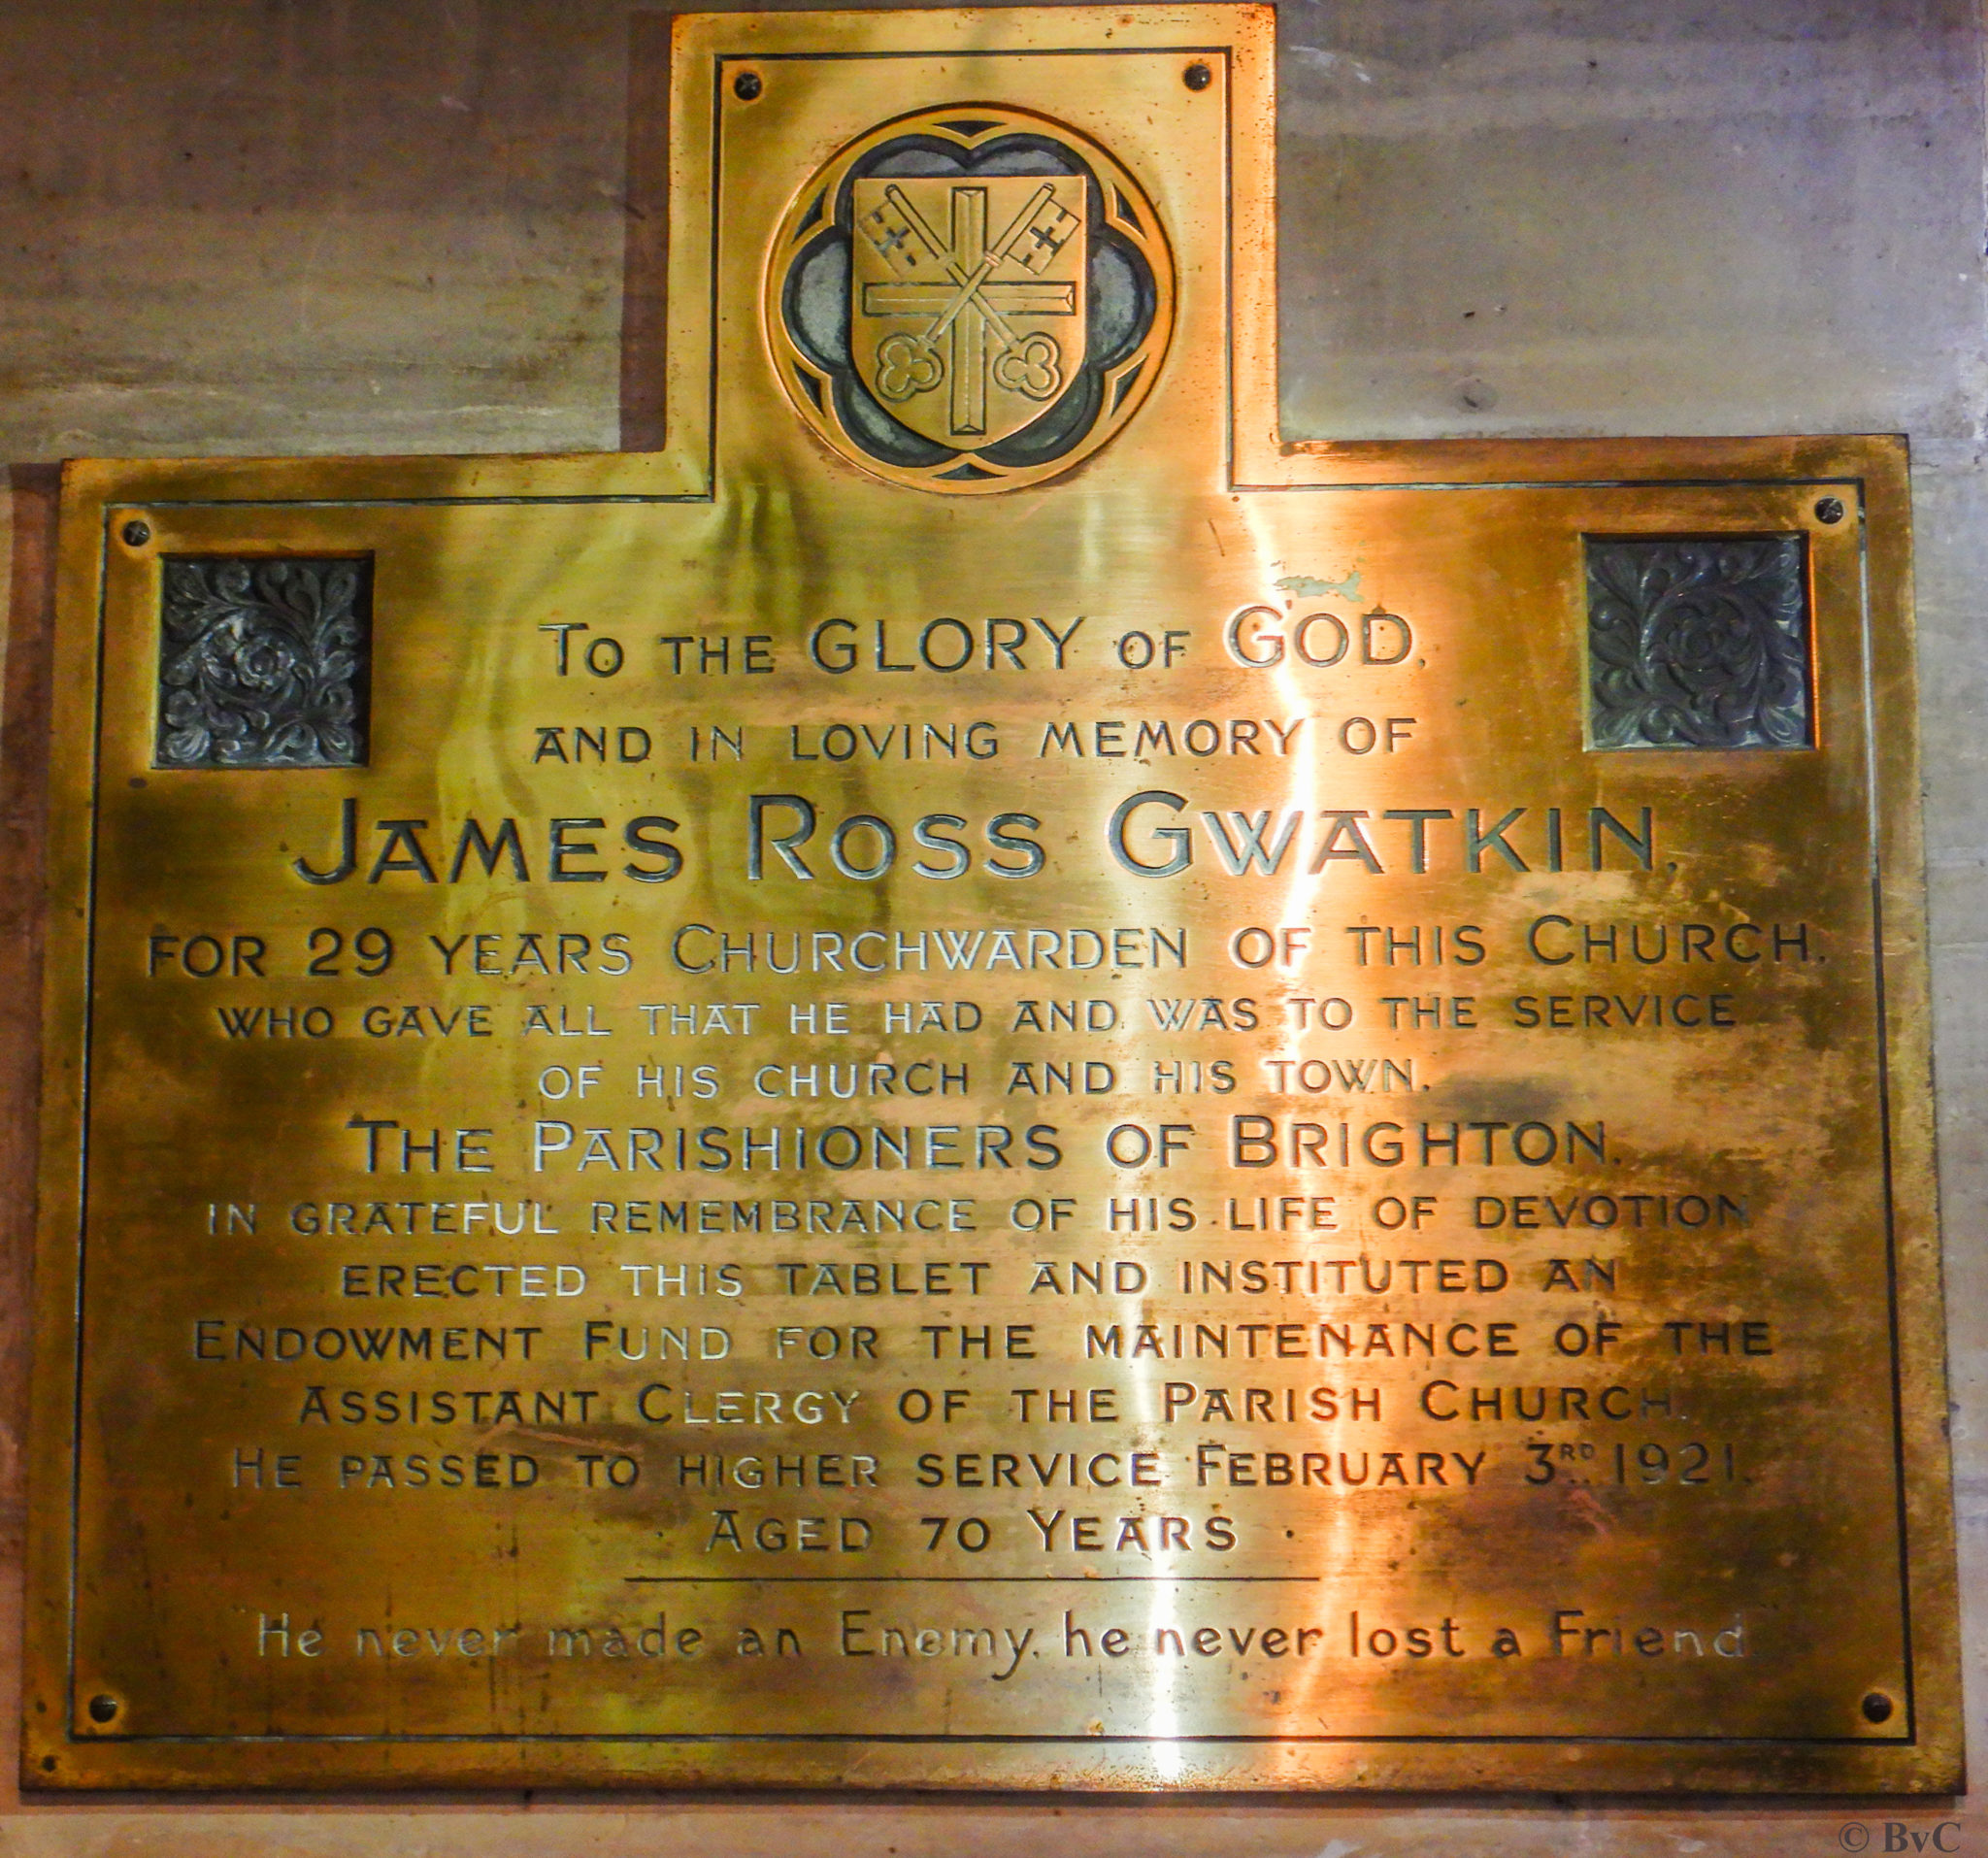 To the GLORY of GOD,
AND IN LOVING MEMORY OF
JAMES ROSS GWATKIN,
FOR 29 YEARS CHURCHWARDEN OF THIS CHURCH.
WHO GAVE ALL THAT HE HAD AND WAS TO THE SERVICE
OF HIS CHURCH AND HIS TOWN.
THE PARISHIONERS OF BRIGHTON,
IN GRATEFUL REMEMBRANCE OF HIS LIFE OF DEVOTION
ERECTED THIS TABLET AND INSTITUTED AN
ENDOWMENT FUND FOR THE MAINTENANCE OF THE
ASSISTANT CLERGY OF THE PARISH CHURCH.
HE PASSED TO HIGHER SERVICE FEBRUARY 3RD 1921.
AGED 70 YEARS
"He never made an Enemy, he never lost a Friend"
© BvC